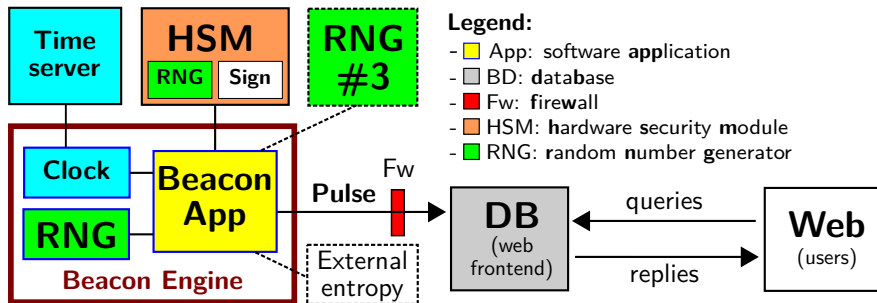 Time
server
HSM
RNG
Sign
RNG
#3
Clock
Beacon
App
RNG
Beacon Engine
Pulse
Fw
External
entropy
DB
(web
frontend)
queries
replies
Web
(users)
Legend:
- App: software application
- BD: database
- Fw: firewall
- HSM: hardware security module
- RNG: random number generator